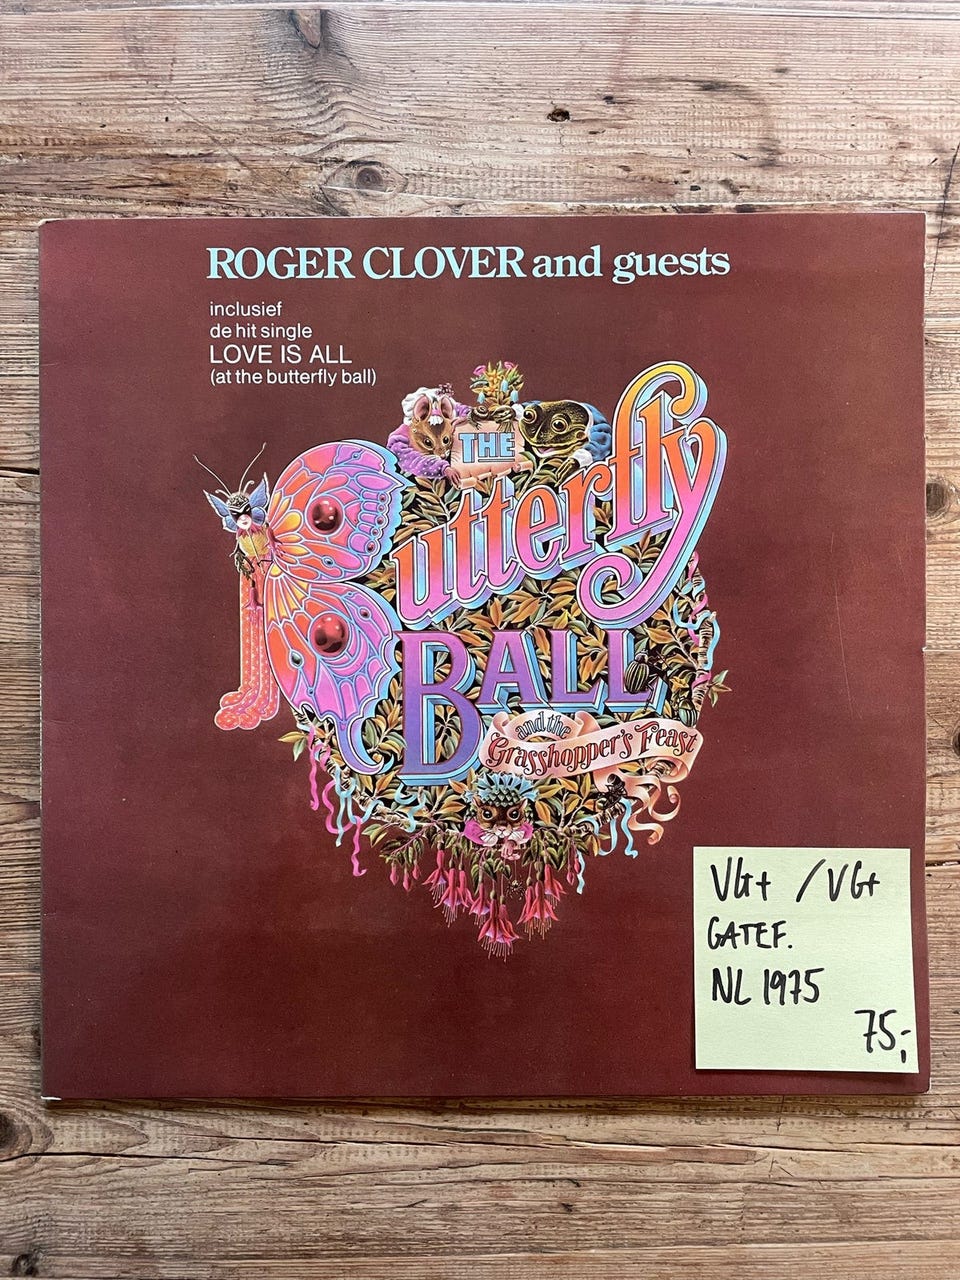 ROGER CLOVER and guests
inclusief
de hit single
LOVE IS ALL
(at the butterfly ball)
THE
Butterfly
BALL
and the
Grasshopper's Feast
VG+ / VG+
GATEF.
NL 1975
75,-